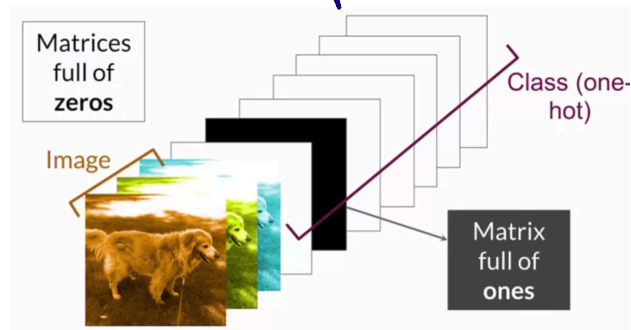 Matrices
full of
zeros
Class (one-
hot)
Image
Matrix
full of
ones